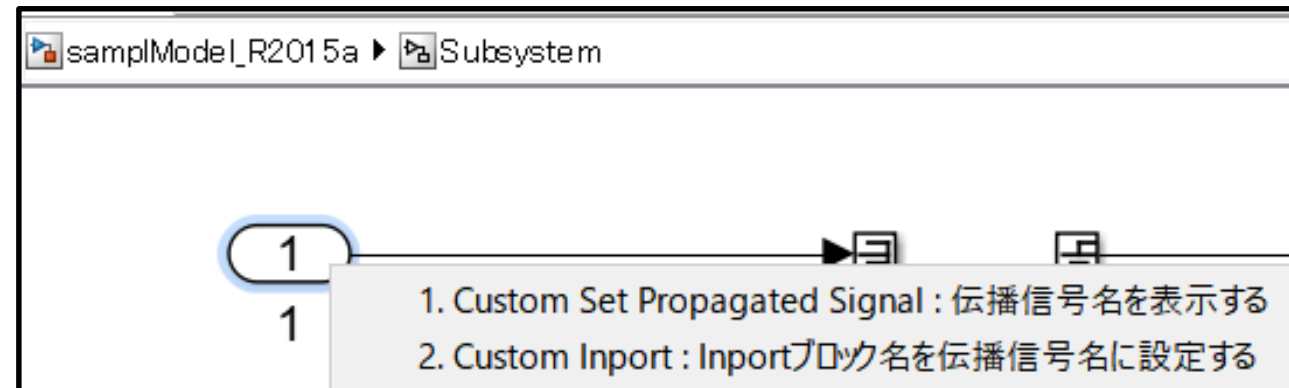 samplModel_R2015a ▶ Subsystem
1
1
1. Custom Set Propagated Signal : 伝播信号名を表示する
2. Custom Inport : Inportブロック名を伝播信号名に設定する